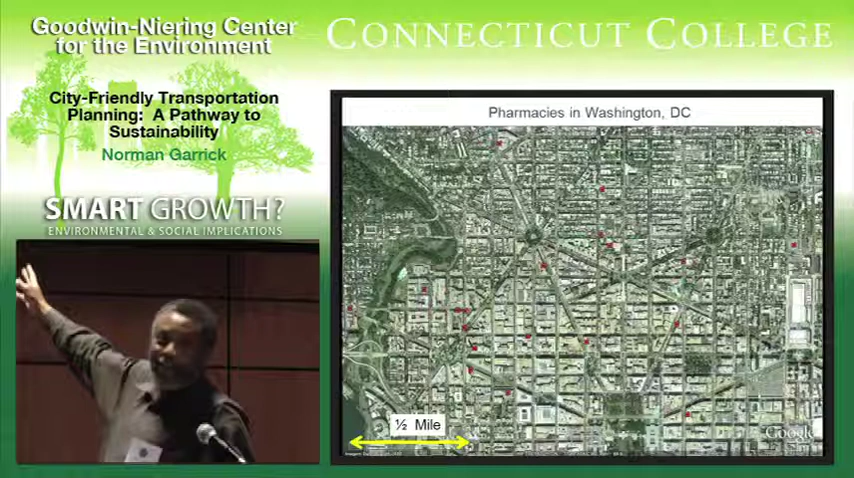 Goodwin-Niering Center
for the Environment
CONNECTICUT COLLEGE
City-Friendly Transportation
Planning: A Pathway to
Sustainability
Norman Garrick
SMART GROWTH?
ENVIRONMENTAL & SOCIAL IMPLICATIONS
Pharmacies in Washington, DC
½ Mile
Google